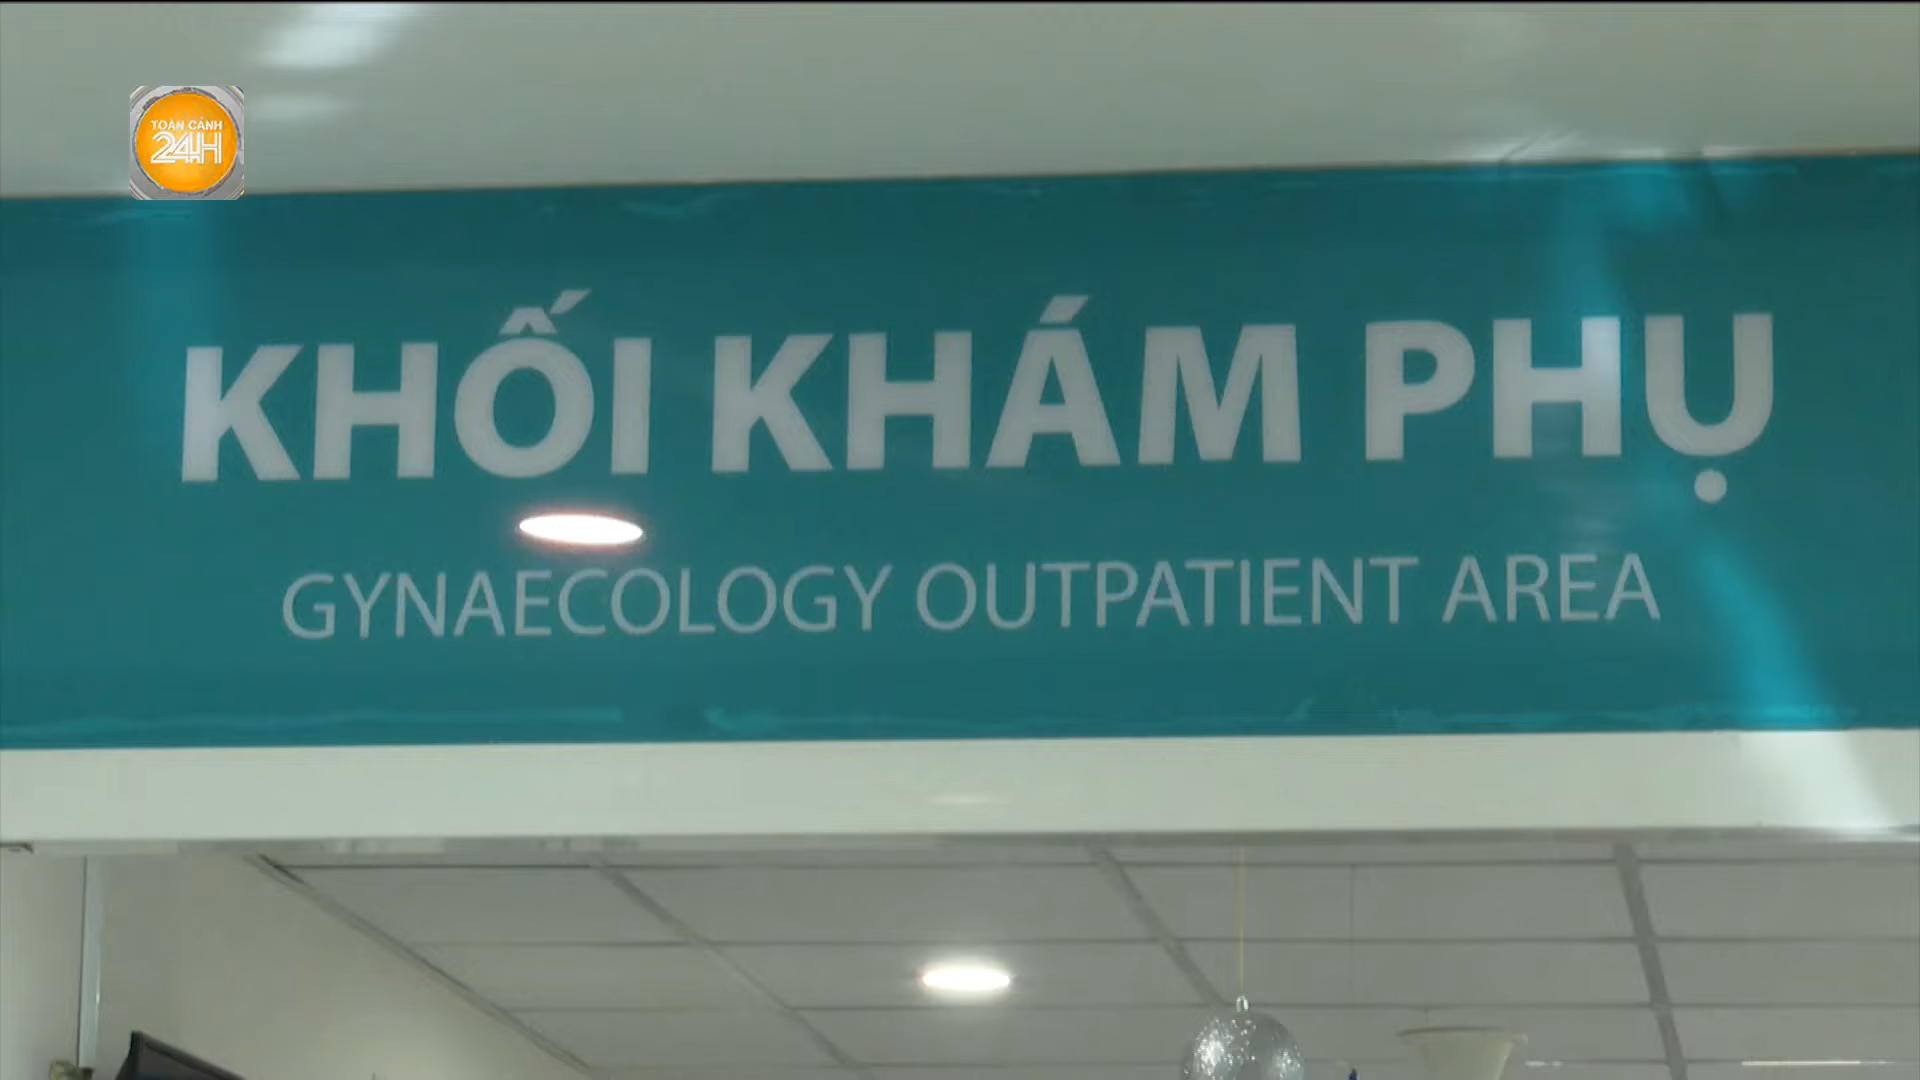 TOÀN CẢNH
24H
KHỐI KHÁM PHỤ
GYNAECOLOGY OUTPATIENT AREA